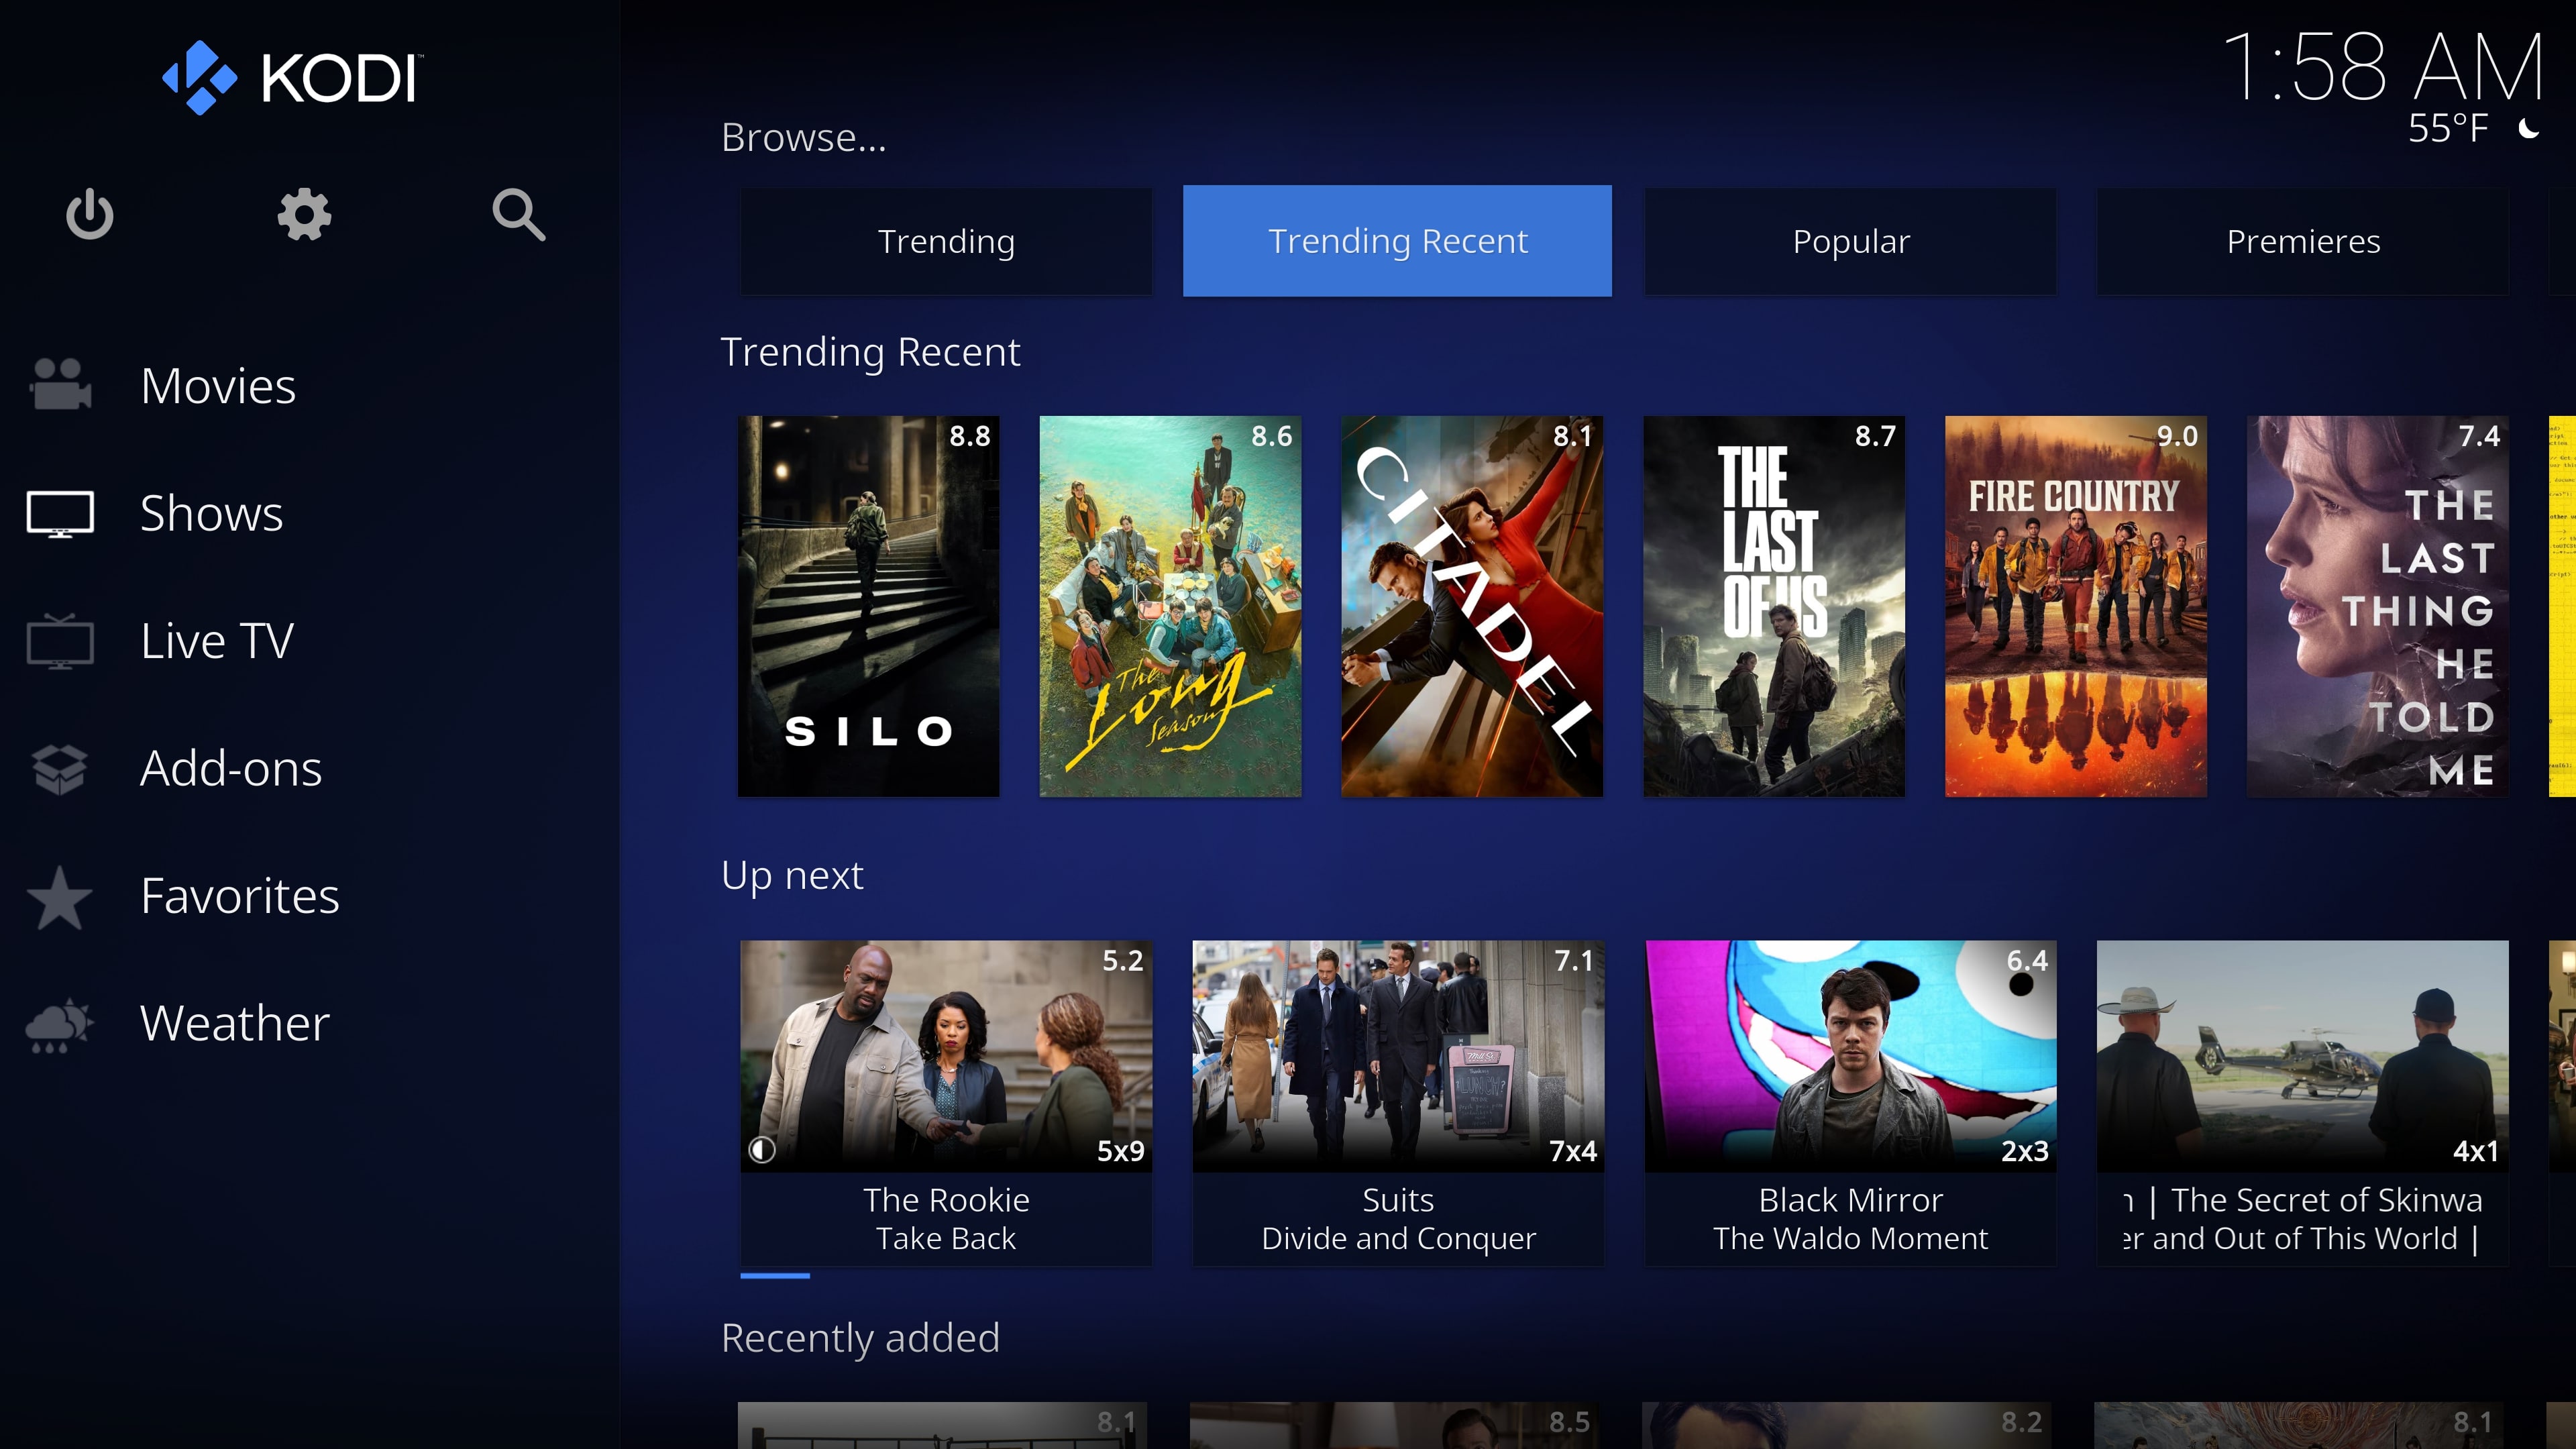 KODI™
1:58 AM
55°F
Browse...
Trending
Trending Recent
Popular
Premieres
Movies
Shows
Live TV
Add-ons
Favorites
Weather
Trending Recent
8.8
SILO
8.6
The
Long
Season
8.1
CITADEL
8.7
THE
LAST
OF US
9.0
FIRE COUNTRY
7.4
THE
LAST
THING
HE
TOLD
ME
Up next
5.2
5x9
The Rookie
Take Back
7.1
LUNCH?
7x4
Suits
Divide and Conquer
6.4
2x3
Black Mirror
The Waldo Moment
4x1
n | The Secret of Skinwa
er and Out of This World |
Recently added
8.1
8.5
8.2
8.1